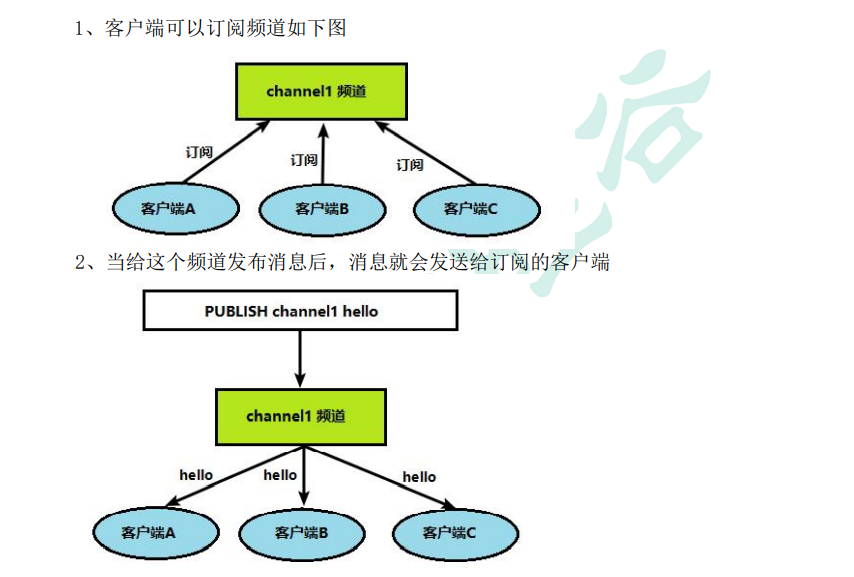 1、客户端可以订阅频道如下图
channel1 频道
订阅
订阅
订阅
客户端A
客户端B
客户端C
2、当给这个频道发布消息后，消息就会发送给订阅的客户端
PUBLISH channel1 hello
channel1 频道
hello
hello
hello
客户端A
客户端B
客户端C